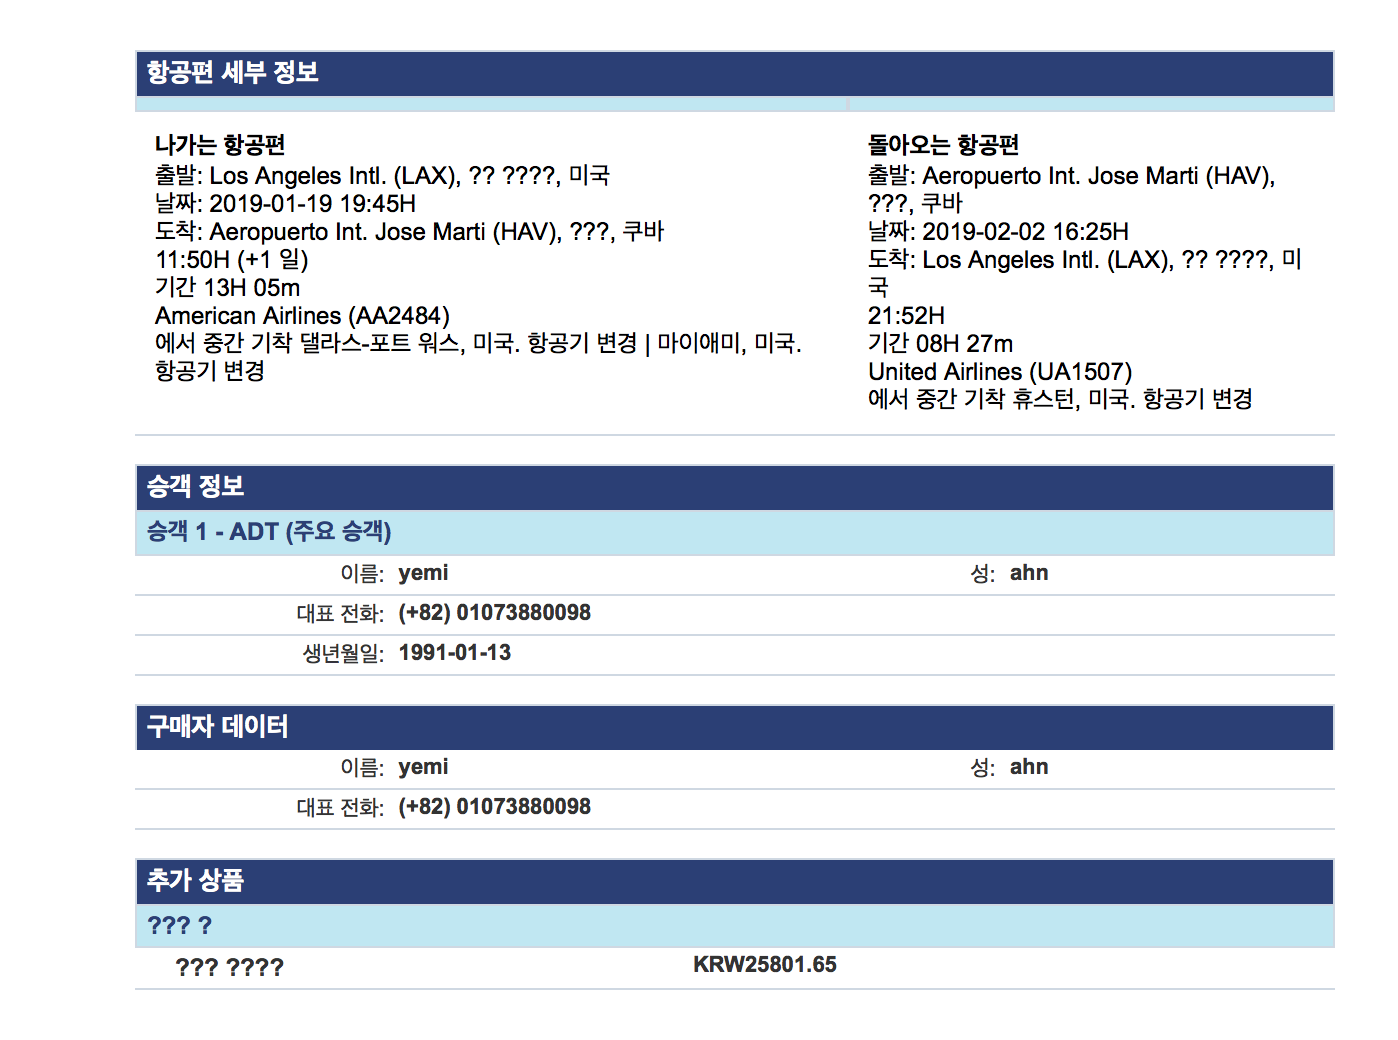 항공편 세부 정보
나가는 항공편
출발: Los Angeles Intl. (LAX), ?? ????, 미국
날짜: 2019-01-19 19:45H
도착: Aeropuerto Int. Jose Marti (HAV), ???, 쿠바
11:50H (+1 일)
기간 13H 05m
American Airlines (AA2484)
에서 중간 기착 댈라스-포트 워스, 미국. 항공기 변경 | 마이애미, 미국.
항공기 변경
돌아오는 항공편
출발: Aeropuerto Int. Jose Marti (HAV),
???, 쿠바
날짜: 2019-02-02 16:25H
도착: Los Angeles Intl. (LAX), ?? ????, 미
국
21:52H
기간 08H 27m
United Airlines (UA1507)
에서 중간 기착 휴스턴, 미국. 항공기 변경
승객 정보
승객 1 - ADT (주요 승객)
이름: yemi 성: ahn
대표 전화: (+82) 01073880098
생년월일: 1991-01-13
구매자 데이터
이름: yemi 성: ahn
대표 전화: (+82) 01073880098
추가 상품
??? ?
??? ???? KRW25801.65